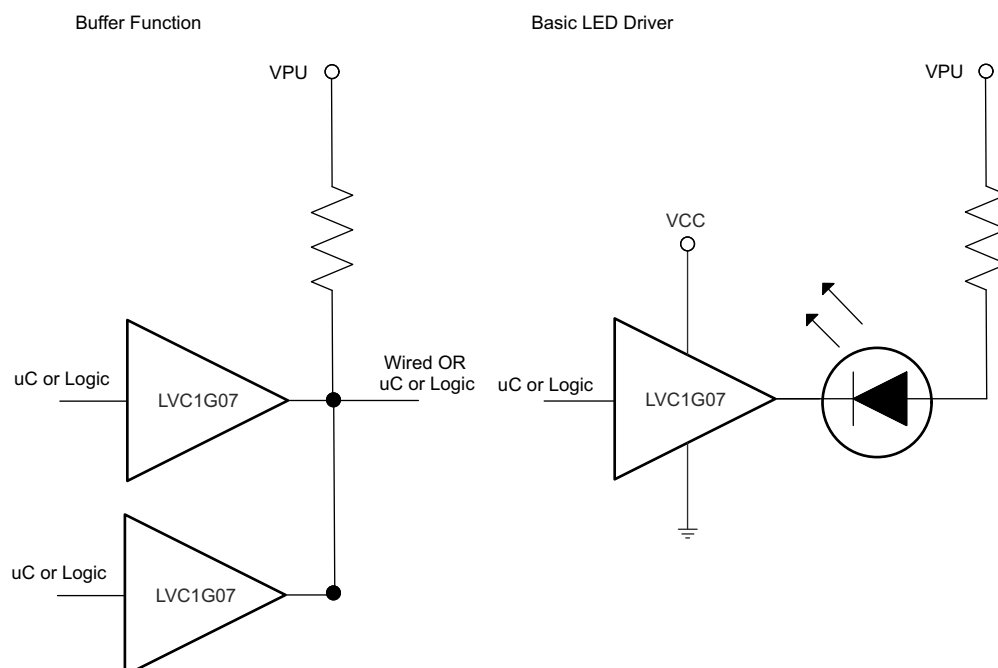 Buffer Function
VPU
uC or Logic
LVC1G07
Wired OR
uC or Logic
uC or Logic
LVC1G07
Basic LED Driver
VPU
VCC
uC or Logic
LVC1G07